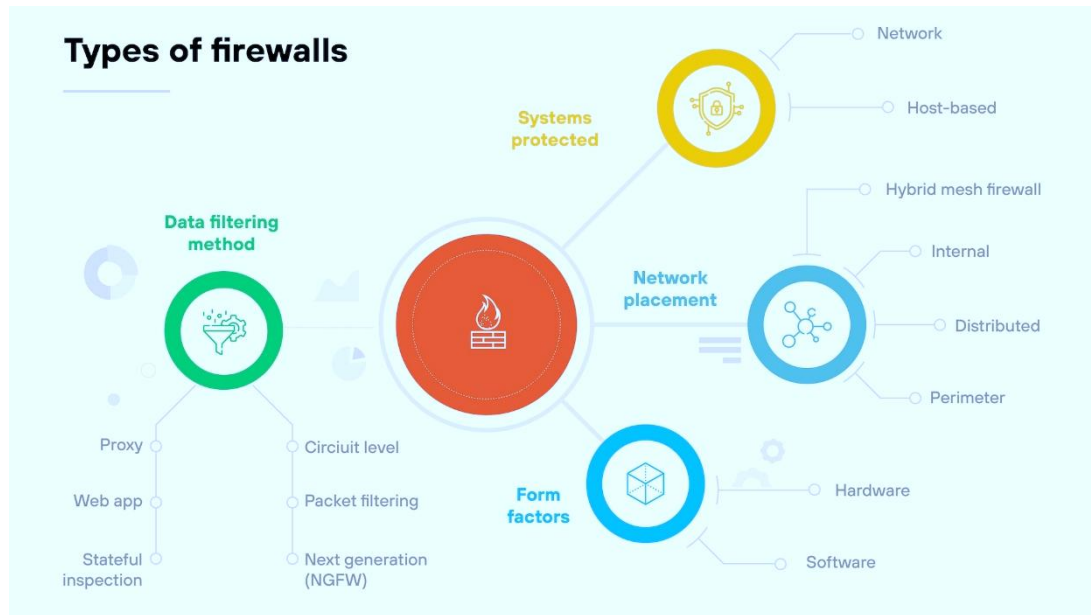 Types of firewalls
Systems
protected
Network
Host-based
Data filtering
method
Proxy
Web app
Stateful
inspection
Circiuit level
Packet filtering
Next generation
(NGFW)
Network
placement
Hybrid mesh firewall
Internal
Distributed
Perimeter
Form
factors
Hardware
Software